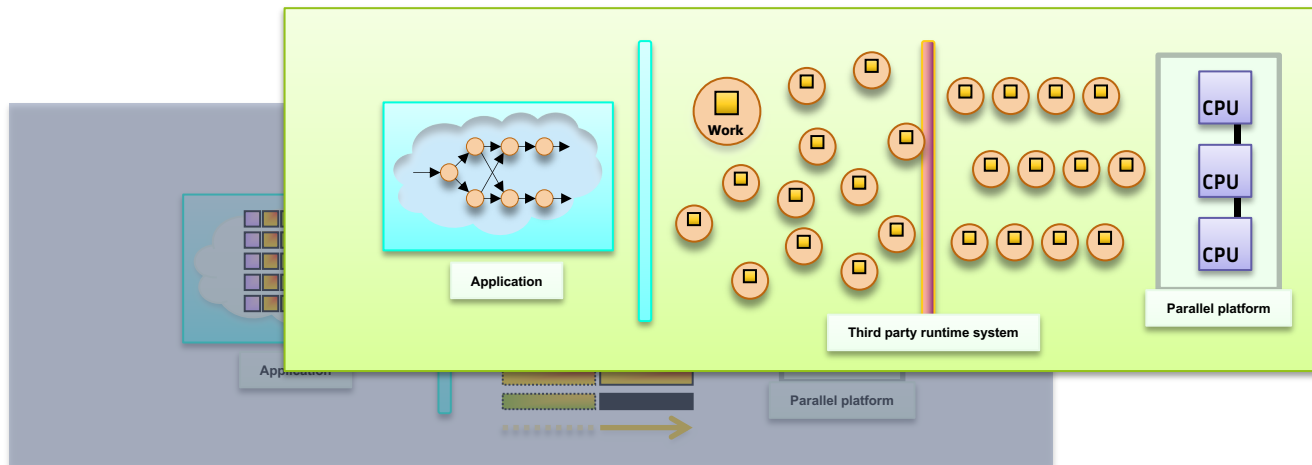 Work
CPU
CPU
CPU
Application
Parallel platform
Third party runtime system
Application
Parallel platform